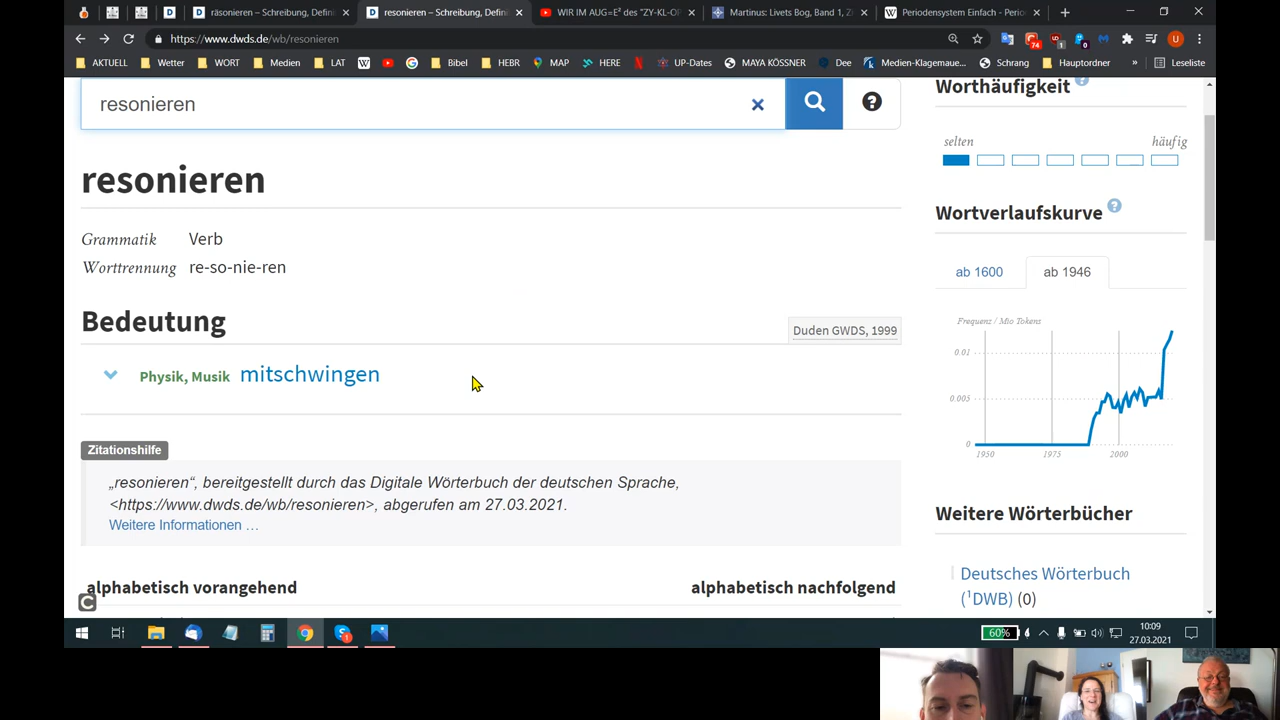 räsonieren – Schreibung, Defini
resonieren – Schreibung, Defini
WIR IM AUG=E² des "ZY-KL-OP
Martinus: Livets Bog, Band 1, Z
Periodensystem Einfach - Perio
https://www.dwds.de/wb/resonieren
74
1
0
U
AKTUELL
Wetter
WORT
Medien
LAT
Bibel
HEBR
MAP
HERE
UP-Dates
MAYA KÖSSNER
Dee
Medien-Klagemaue...
Schrang
Hauptordner
»
Leseliste
resonieren
resonieren
Grammatik Verb
Worttrennung re-so-nie-ren
Bedeutung
Duden GWDS, 1999
Physik, Musik mitschwingen
Zitationshilfe
„resonieren“, bereitgestellt durch das Digitale Wörterbuch der deutschen Sprache,
<https://www.dwds.de/wb/resonieren>, abgerufen am 27.03.2021.
Weitere Informationen …
alphabetisch vorangehend
alphabetisch nachfolgend
Worthäufigkeit
selten
häufig
Wortverlaufskurve
ab 1600
ab 1946
Frequenz / Mio Tokens
0.01
0.005
0
1950
1975
2000
Weitere Wörterbücher
Deutsches Wörterbuch
(¹DWB) (0)
60%
10:09
27.03.2021